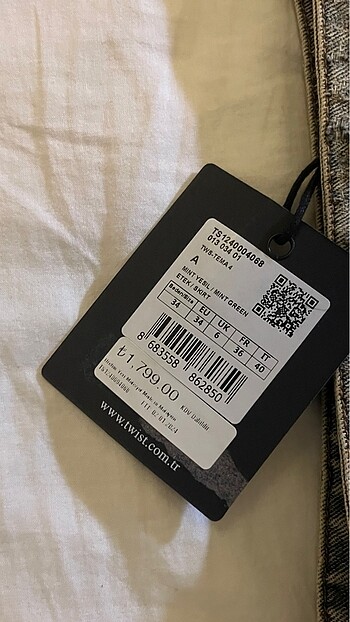 TS1240004068
013 034 01
TWS-TEMA 4
A
MINT YEŞİL / MINT GREEN
ETEK / SKIRT
Beden/Size EU UK FR IT
34 34 6 36 40
8 683558 862850
₺1,799.00 KDV Dahildir
TS1240004068
www.twist.com.tr